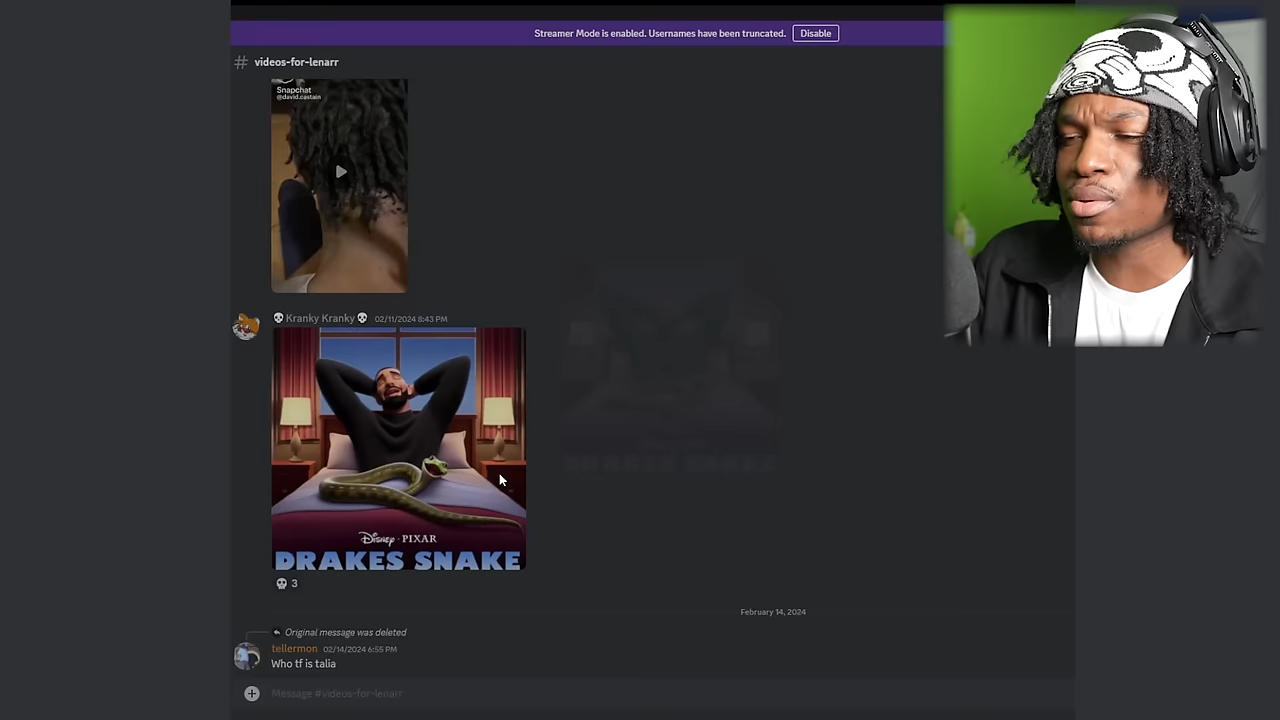 Streamer Mode is enabled. Usernames have been truncated. Disable
# videos-for-lenarr
Snapchat
@david.castain
💀 Kranky Kranky 💀 02/11/2024 8:43 PM
DISNEY · PIXAR
DRAKES SNAKE
💀 3
February 14, 2024
Original message was deleted
tellermon 02/14/2024 6:55 PM
Who tf is talia
Message #videos-for-lenarr